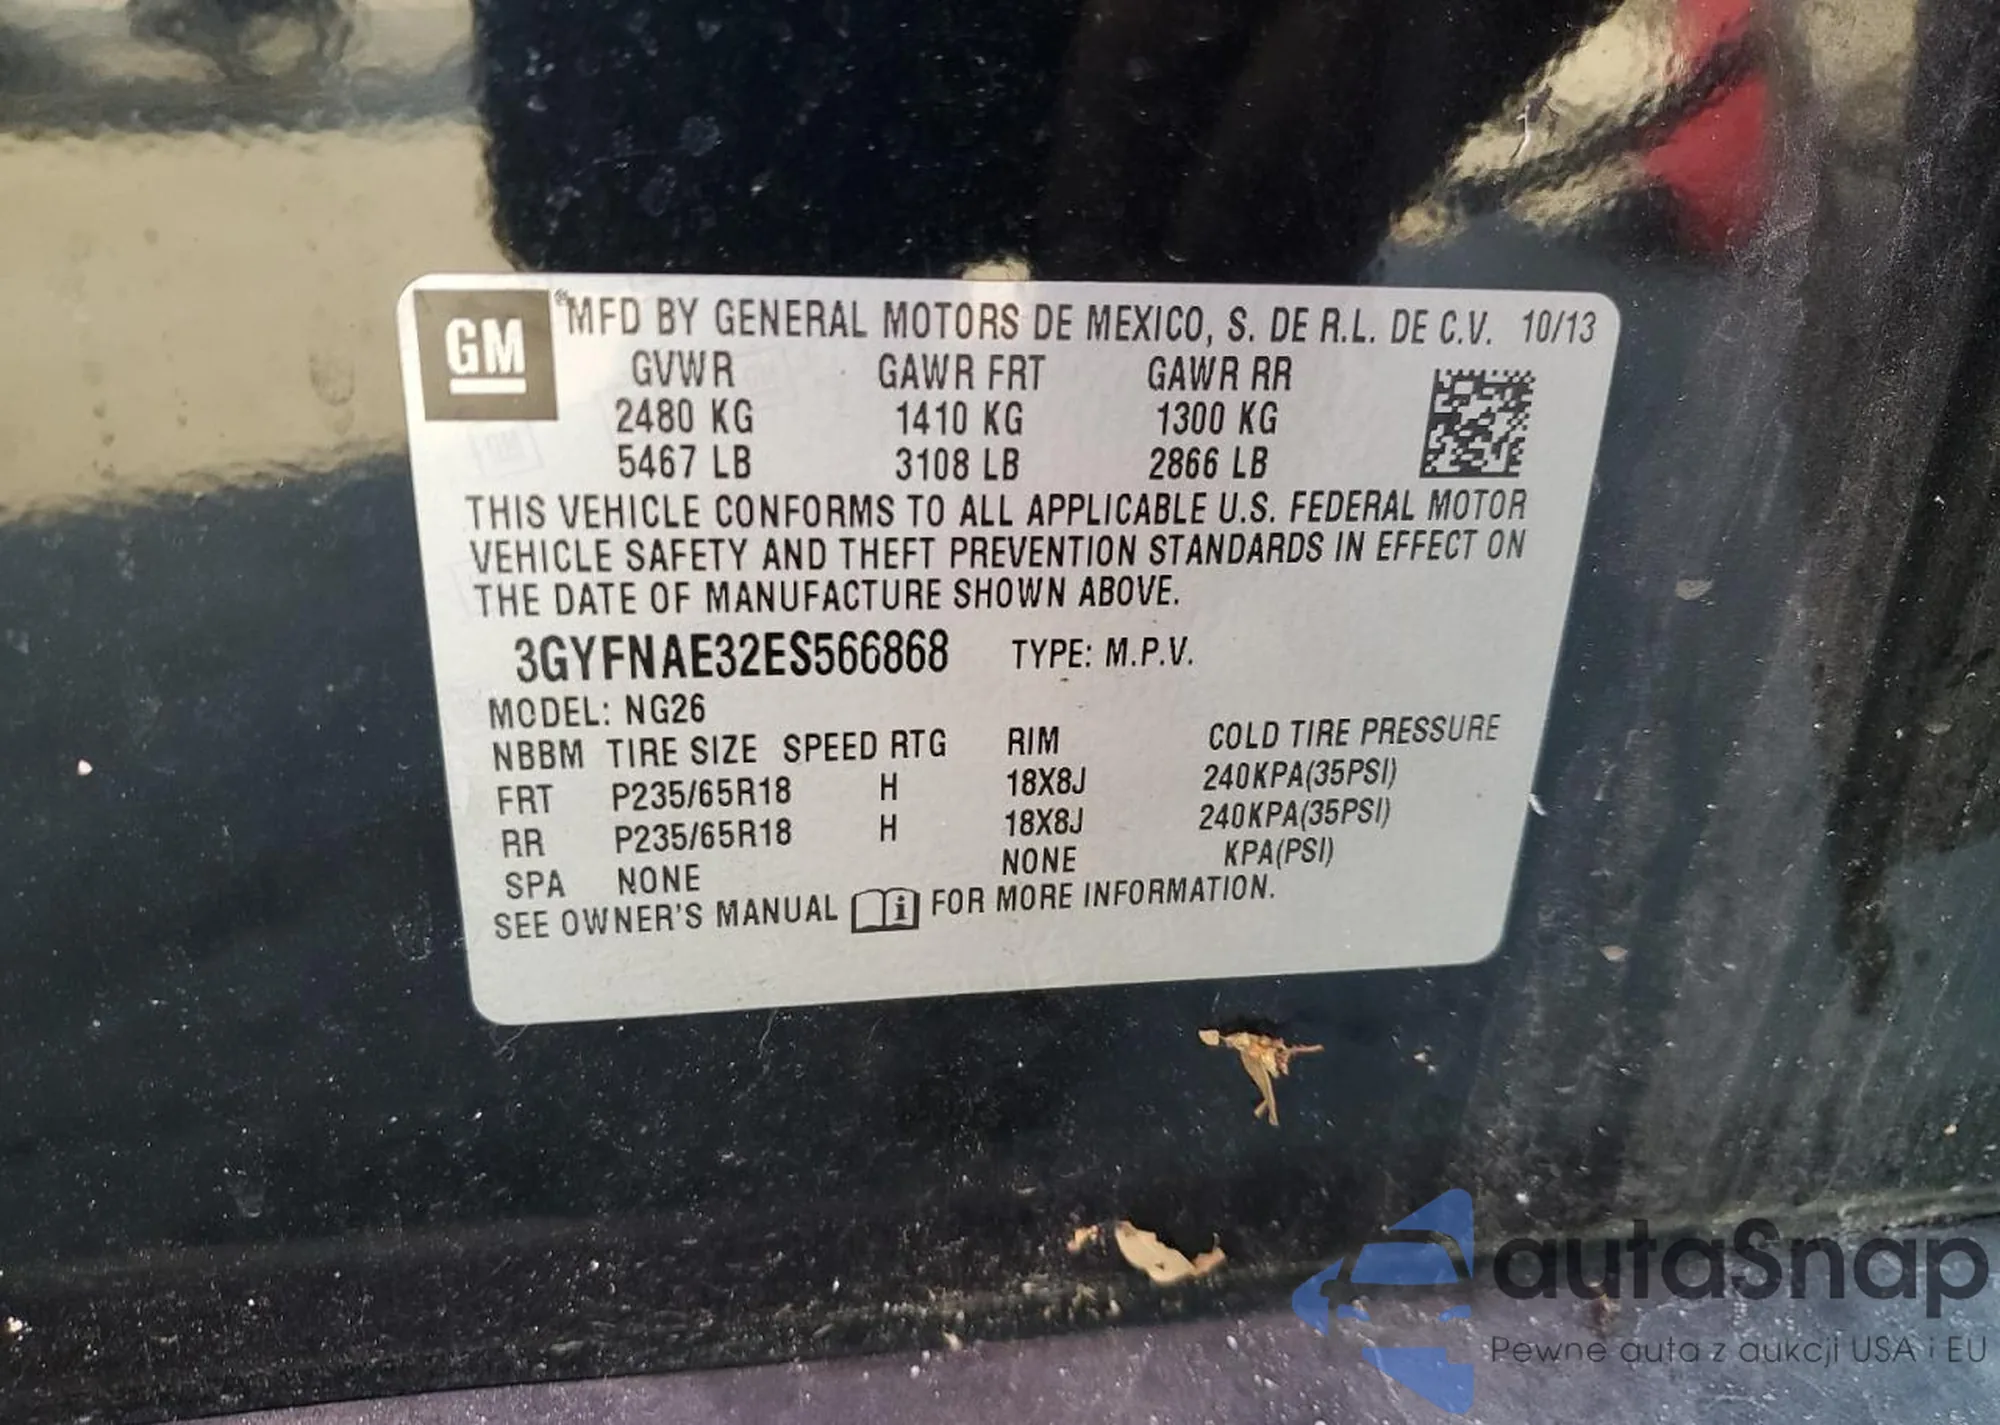 GM
® MFD BY GENERAL MOTORS DE MEXICO, S. DE R.L. DE C.V. 10/13
GVWR GAWR FRT GAWR RR
2480 KG 1410 KG 1300 KG
5467 LB 3108 LB 2866 LB
THIS VEHICLE CONFORMS TO ALL APPLICABLE U.S. FEDERAL MOTOR
VEHICLE SAFETY AND THEFT PREVENTION STANDARDS IN EFFECT ON
THE DATE OF MANUFACTURE SHOWN ABOVE.
3GYFNAE32ES566868 TYPE: M.P.V.
MODEL: NG26
NBBM TIRE SIZE SPEED RTG RIM COLD TIRE PRESSURE
FRT P235/65R18 H 18X8J 240KPA(35PSI)
RR P235/65R18 H 18X8J 240KPA(35PSI)
SPA NONE NONE KPA(PSI)
SEE OWNER'S MANUAL i FOR MORE INFORMATION.
autaSnap
Pewne auta z aukcji USA i EU